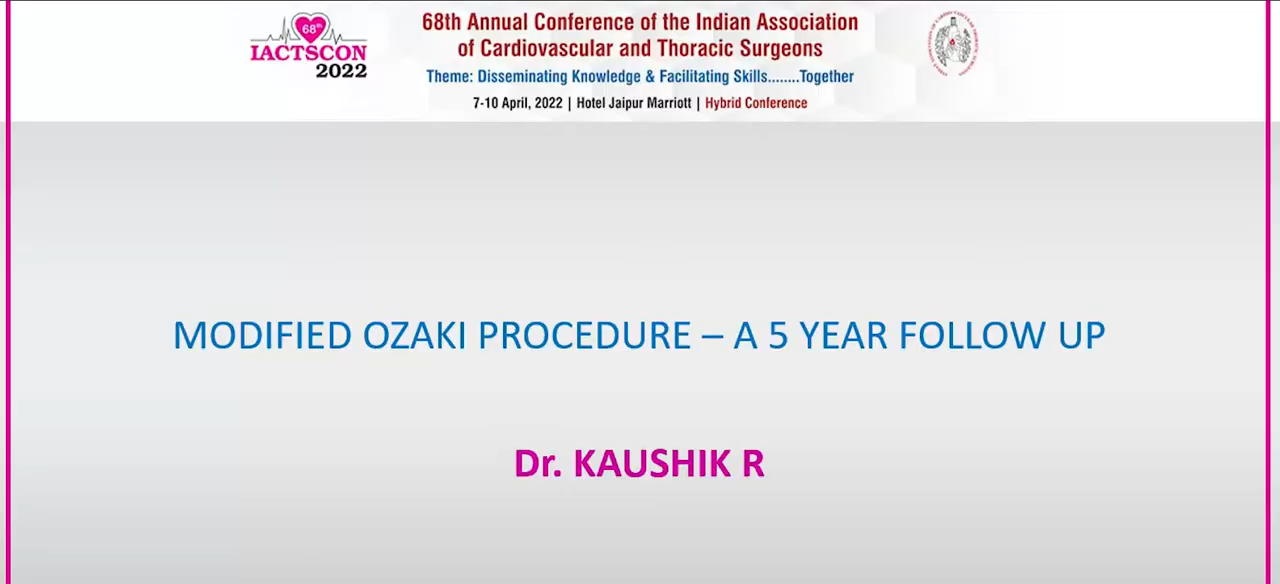 68th
IACTSCON
2022
68th Annual Conference of the Indian Association
of Cardiovascular and Thoracic Surgeons
Theme: Disseminating Knowledge & Facilitating Skills........Together
7-10 April, 2022 | Hotel Jaipur Marriott | Hybrid Conference
MODIFIED OZAKI PROCEDURE – A 5 YEAR FOLLOW UP
Dr. KAUSHIK R